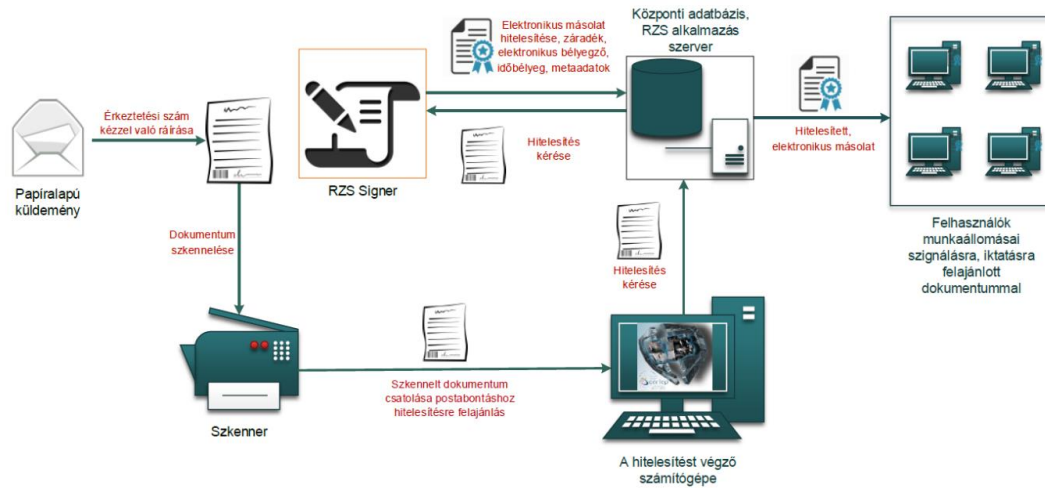 Elektronikus másolat
hitelesítése, záradék,
elektronikus bélyegző,
időbélyeg, metaadatok
Központi adatbázis,
RZS alkalmazás
szerver
Érkeztetési szám
kézzel való ráírása
Papíralapú
küldemény
RZS Signer
Hitelesítés
kérése
Hitelesített,
elektronikus másolat
Felhasználók
munkaállomásai
szignálásra, iktatásra
felajánlott
dokumentummal
Dokumentum
szkennelése
Hitelesítés
kérése
Szkennelt dokumentum
csatolása postabontáshoz
hitelesítésre felajánlás
Szkenner
A hitelesítést végző
számítógépe